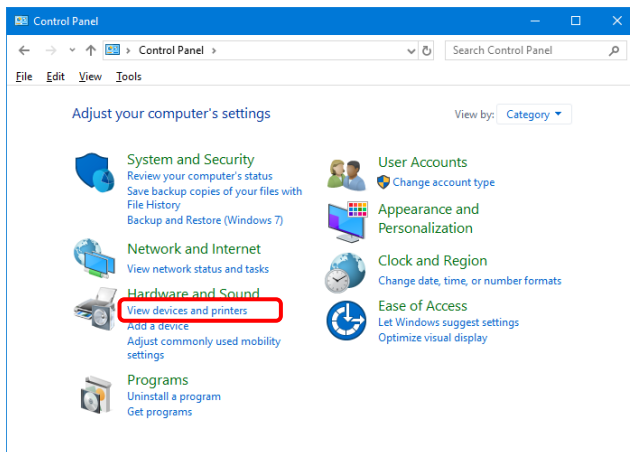 Control Panel
Control Panel
Search Control Panel
File Edit View Tools
Adjust your computer's settings
View by: Category
System and Security
Review your computer's status
Save backup copies of your files with
File History
Backup and Restore (Windows 7)
Network and Internet
View network status and tasks
Hardware and Sound
View devices and printers
Add a device
Adjust commonly used mobility
settings
Programs
Uninstall a program
Get programs
User Accounts
Change account type
Appearance and
Personalization
Clock and Region
Change date, time, or number formats
Ease of Access
Let Windows suggest settings
Optimize visual display